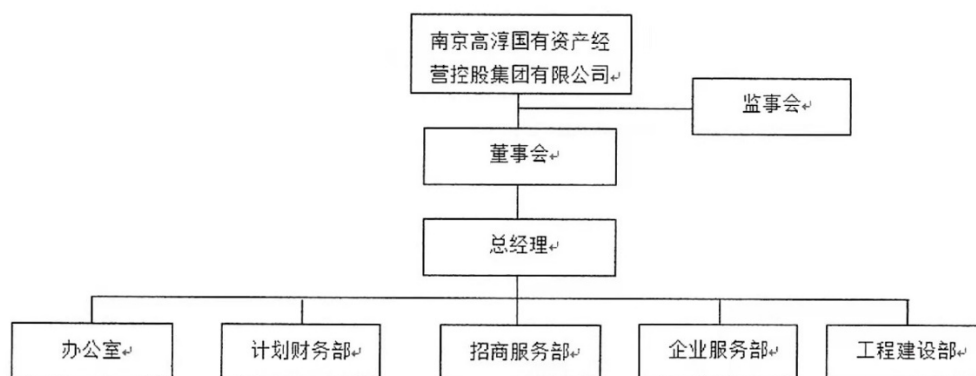 南京高淳国有资产经
营控股集团有限公司
监事会
董事会
总经理
办公室
计划财务部
招商服务部
企业服务部
工程建设部